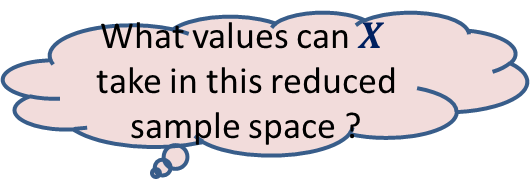 What values can X
take in this reduced
sample space ?